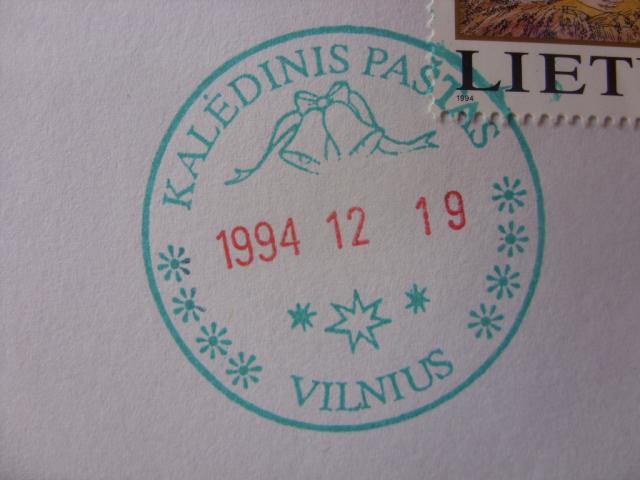 KALĖDINIS PAŠTAS
1994 12 19
VILNIUS
LIET
1994